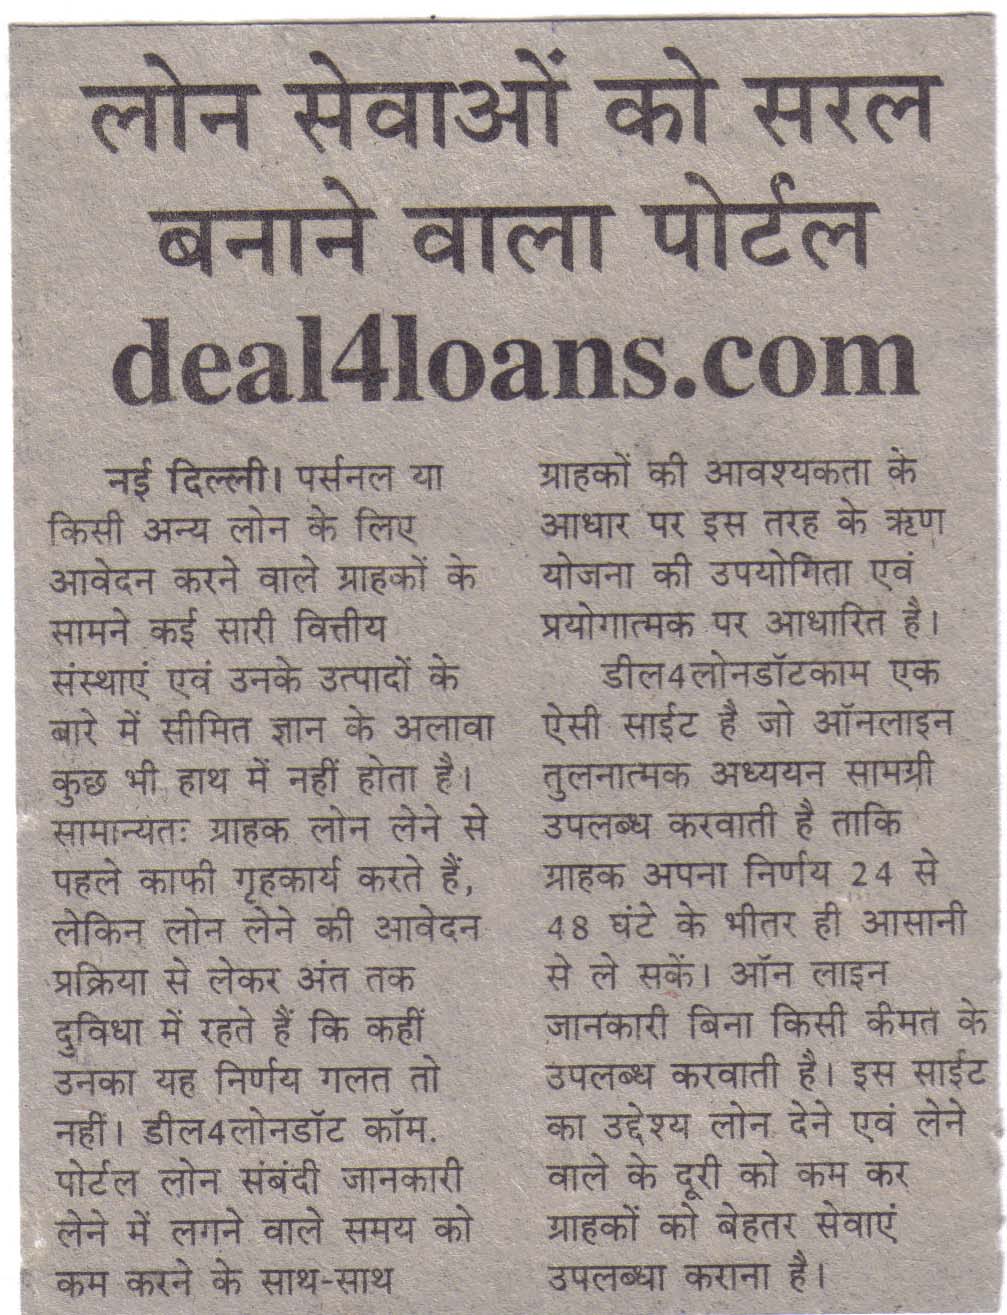 लोन सेवाओं को सरल
बनाने वाला पोर्टल
deal4loans.com
नई दिल्ली। पर्सनल या
किसी अन्य लोन के लिए
आवेदन करने वाले ग्राहकों के
सामने कई सारी वित्तीय
संस्थाएं एवं उनके उत्पादों के
बारे में सीमित ज्ञान के अलावा
कुछ भी हाथ में नहीं होता है।
सामान्यतः ग्राहक लोन लेने से
पहले काफी गृहकार्य करते हैं,
लेकिन लोन लेने की आवेदन
प्रक्रिया से लेकर अंत तक
दुविधा में रहते हैं कि कहीं
उनका यह निर्णय गलत तो
नहीं। डील4लोनडॉट कॉम.
पोर्टल लोन संबंदी जानकारी
लेने में लगने वाले समय को
कम करने के साथ-साथ
ग्राहकों की आवश्यकता के
आधार पर इस तरह के ऋण
योजना की उपयोगिता एवं
प्रयोगात्मक पर आधारित है।
डील4लोनडॉटकाम एक
ऐसी साईट है जो ऑनलाइन
तुलनात्मक अध्ययन सामग्री
उपलब्ध करवाती है ताकि
ग्राहक अपना निर्णय 24 से
48 घंटे के भीतर ही आसानी
से ले सकें। ऑन लाइन
जानकारी बिना किसी कीमत के
उपलब्ध करवाती है। इस साईट
का उद्देश्य लोन देने एवं लेने
वाले के दूरी को कम कर
ग्राहकों को बेहतर सेवाएं
उपलब्धा कराना है।